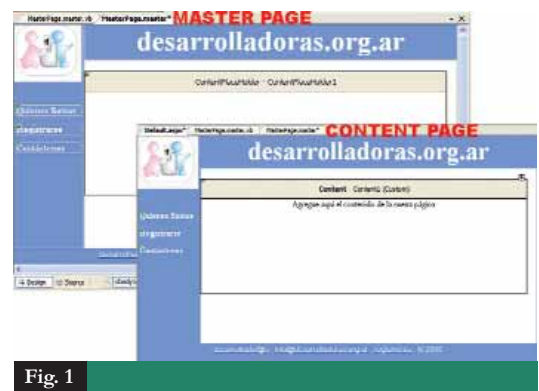 MasterPage.master.vb MasterPage.master* MASTER PAGE
desarrolladoras.org.ar
ContentPlaceHolder - ContentPlaceHolder1
Quienes Somos
Registrarse
Contáctenos
Default.aspx* MasterPage.master.vb MasterPage.master* CONTENT PAGE
desarrolladoras.org.ar
Content - Content1 (Custom)
Agregue aquí el contenido de la nueva página
Quienes Somos
Registrarse
Contáctenos
Design Source
Fig. 1